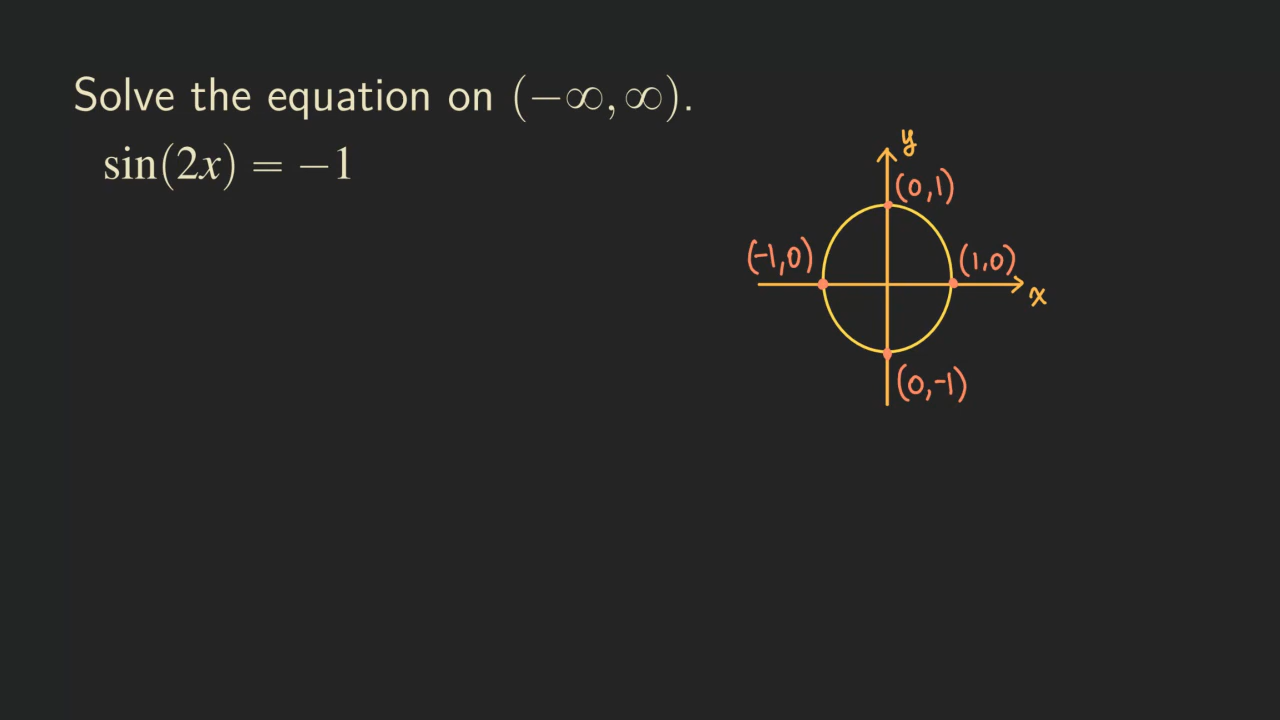 Solve the equation on (−∞, ∞).
sin(2x) = −1
y
(0,1)
(-1,0)
(1,0)
x
(0,-1)